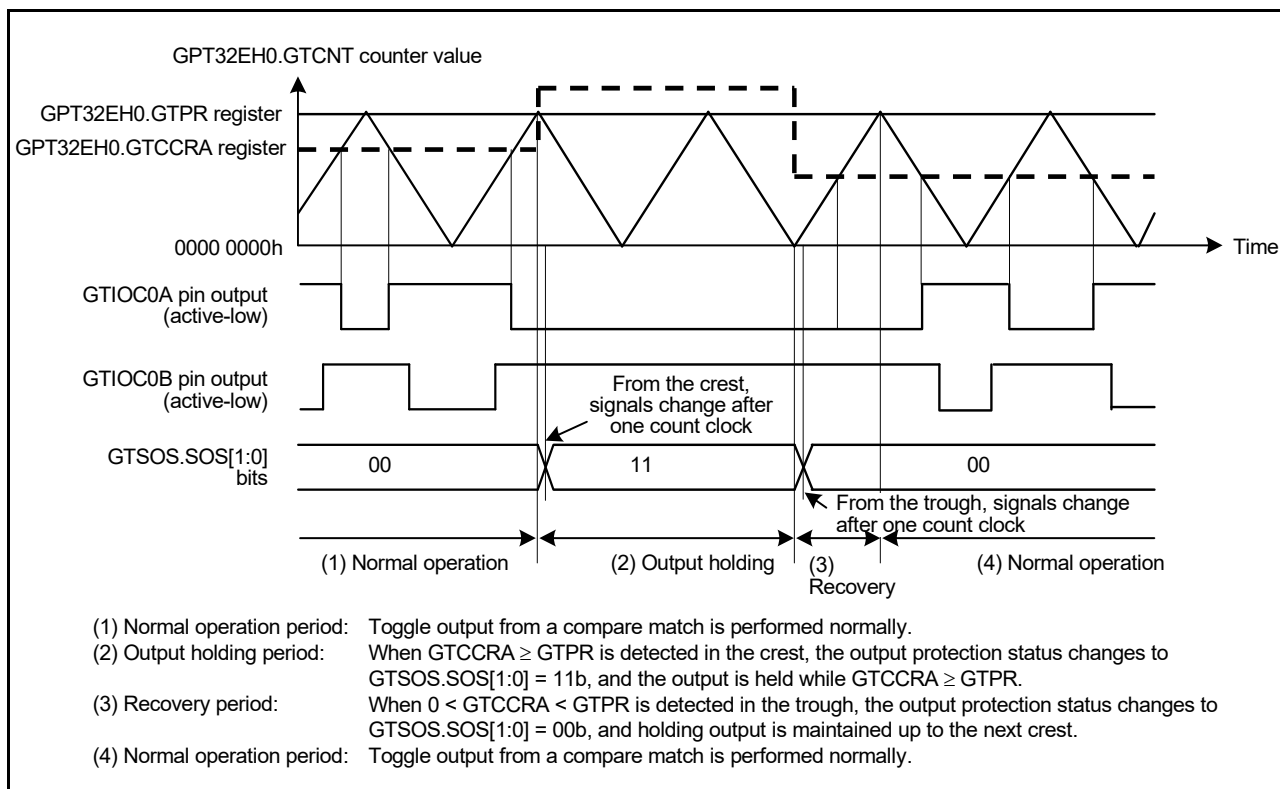 GPT32EH0.GTCNT counter value
GPT32EH0.GTPR register
GPT32EH0.GTCCRA register
0000 0000h
Time
GTIOC0A pin output
(active-low)
GTIOC0B pin output
(active-low)
From the crest,
signals change after
one count clock
GTSOS.SOS[1:0]
bits
00
11
00
From the trough, signals change
after one count clock
(1) Normal operation
(2) Output holding
(3)
Recovery
(4) Normal operation
(1) Normal operation period: Toggle output from a compare match is performed normally.
(2) Output holding period: When GTCCRA ≥ GTPR is detected in the crest, the output protection status changes to
GTSOS.SOS[1:0] = 11b, and the output is held while GTCCRA ≥ GTPR.
(3) Recovery period: When 0 < GTCCRA < GTPR is detected in the trough, the output protection status changes to
GTSOS.SOS[1:0] = 00b, and holding output is maintained up to the next crest.
(4) Normal operation period: Toggle output from a compare match is performed normally.